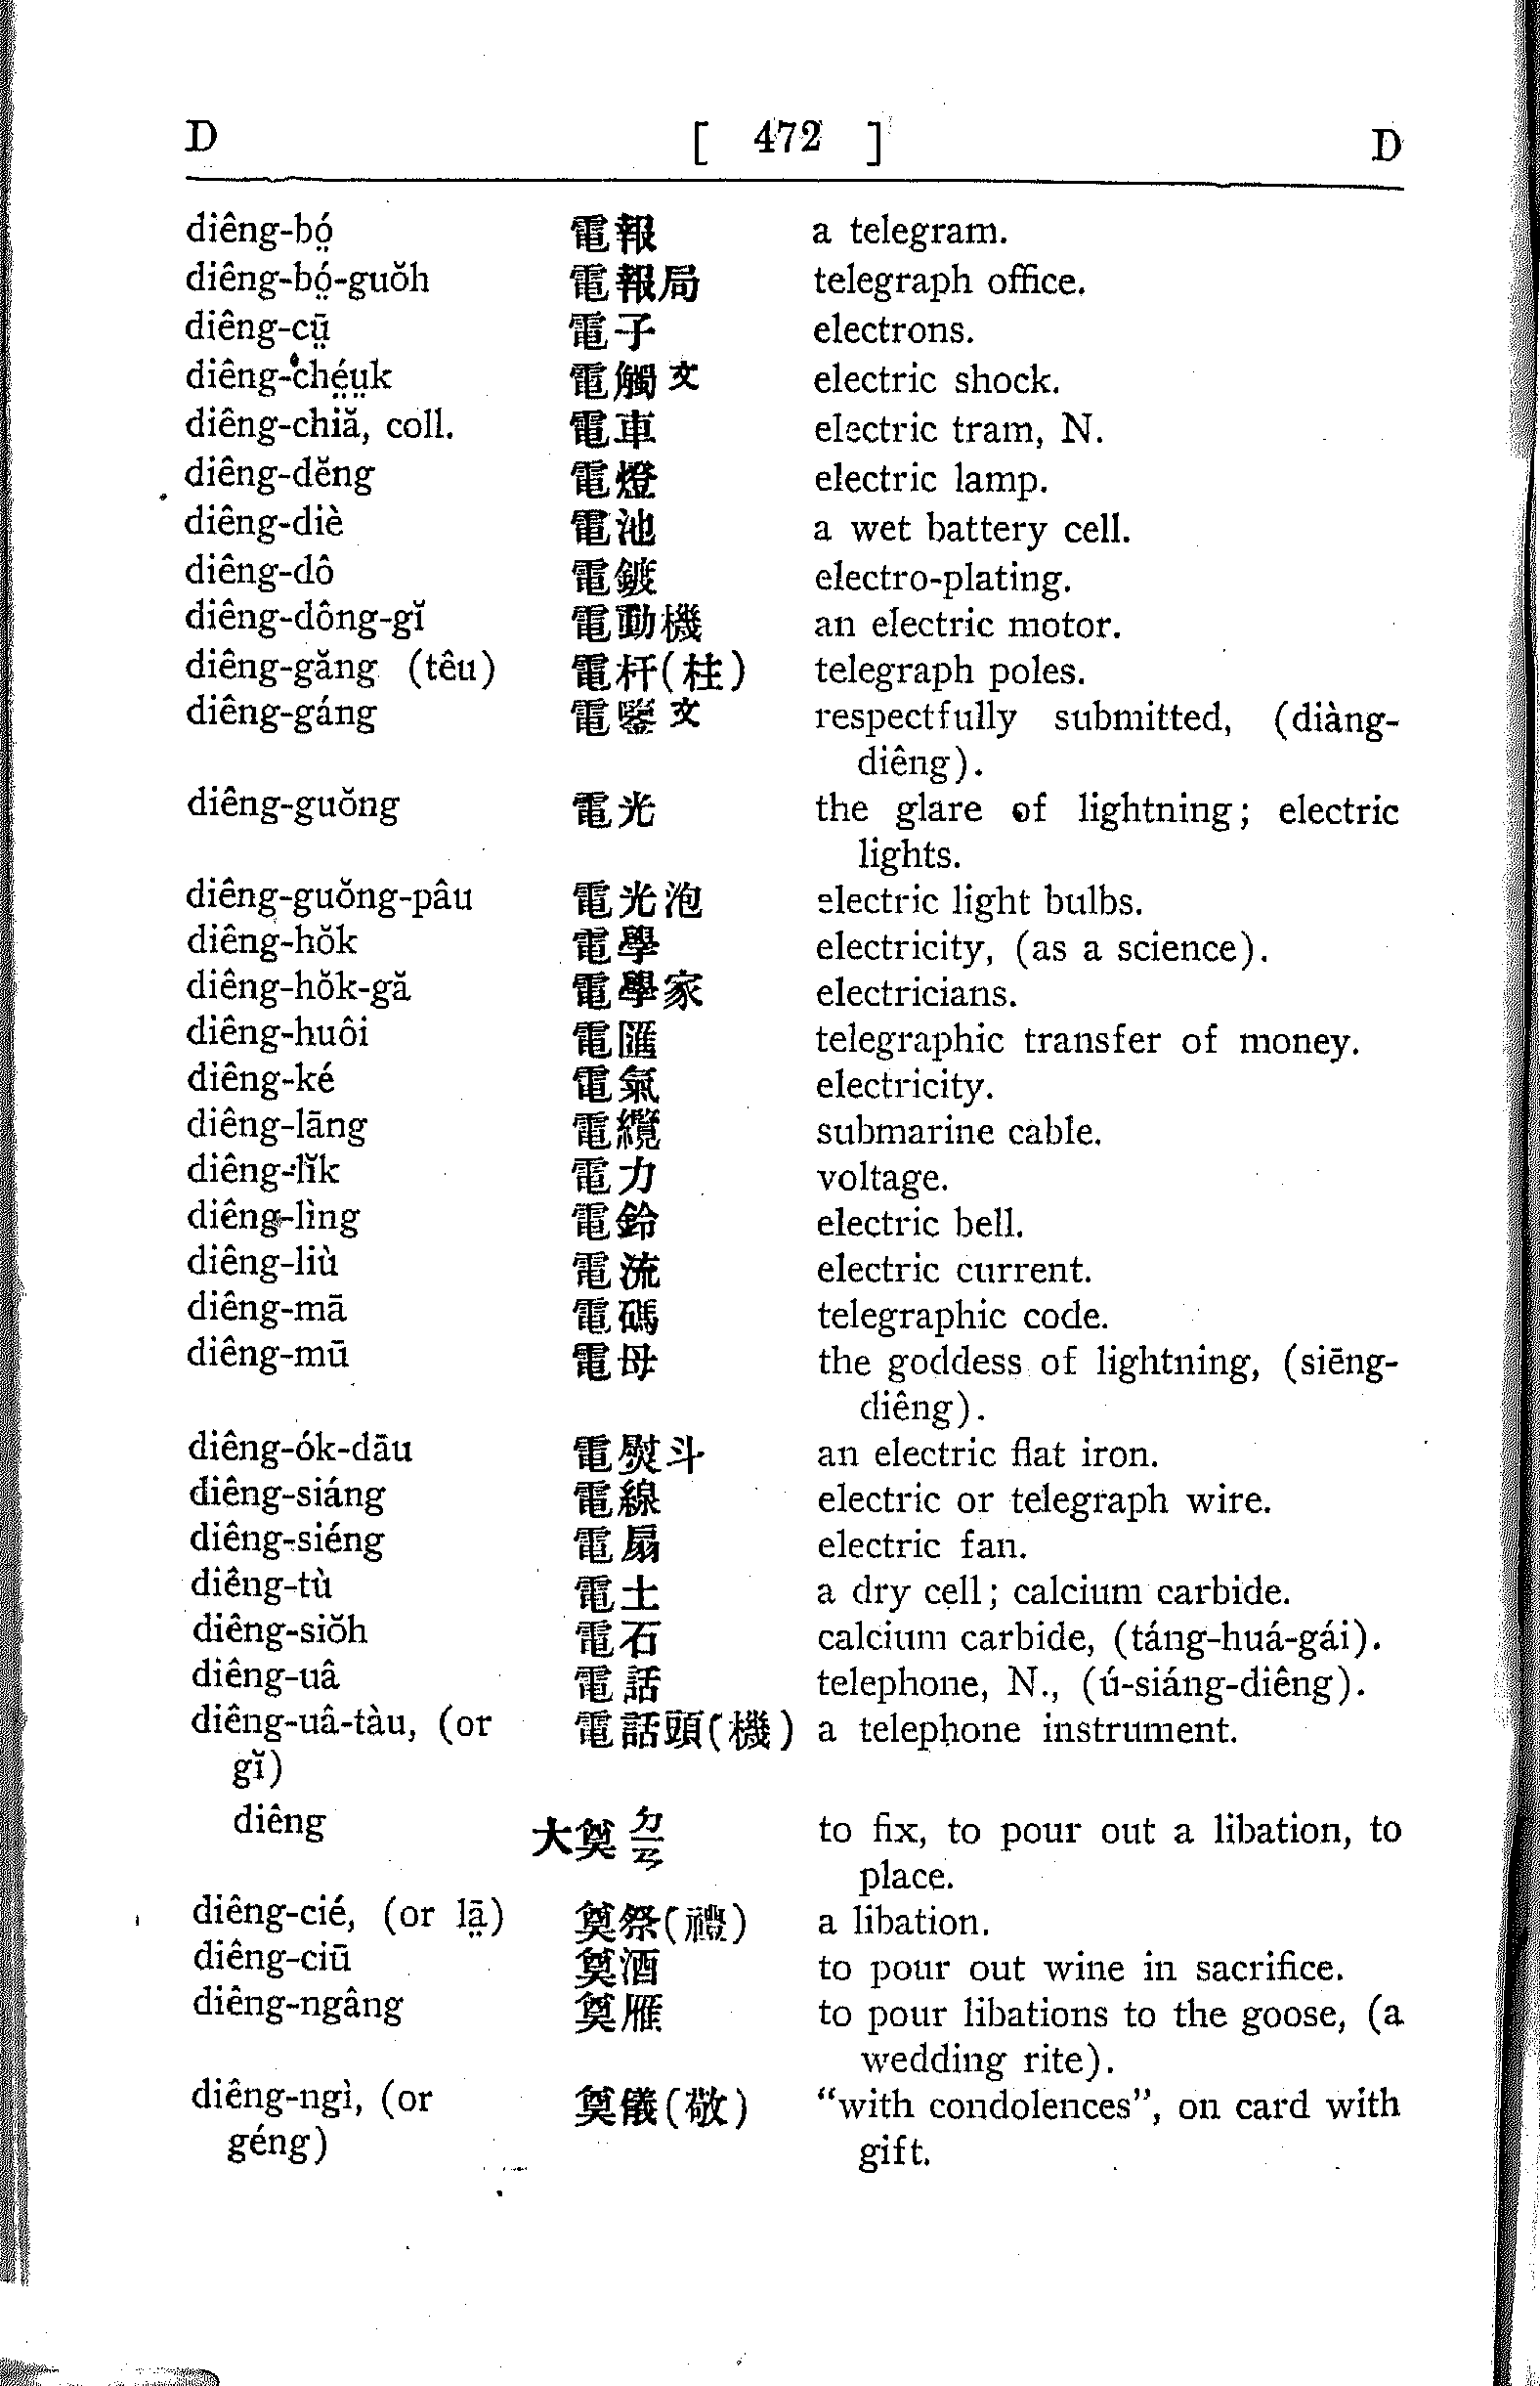 D [ 472 ] D
diêng-bó̤ 電報 a telegram.
diêng-bó̤-guŏh 電報局 telegraph office.
diêng-cṳ̄ 電子 electrons.
diêng-ché̤ṳk 電觸文 electric shock.
diêng-chiă, coll. 電車 electric tram, N.
diêng-dĕng 電燈 electric lamp.
diêng-diè 電池 a wet battery cell.
diêng-dô 電鍍 electro-plating.
diêng-dông-gĭ 電動機 an electric motor.
diêng-găng (têu) 電杆(柱) telegraph poles.
diêng-gáng 電鑒文 respectfully submitted, (diàng-
diêng).
diêng-guŏng 電光 the glare of lightning; electric
lights.
diêng-guŏng-pâu 電光泡 electric light bulbs.
diêng-hŏk 電學 electricity, (as a science).
diêng-hŏk-gă 電學家 electricians.
diêng-huôi 電匯 telegraphic transfer of money.
diêng-ké 電氣 electricity.
diêng-lāng 電纜 submarine cable.
diêng-lĭk 電力 voltage.
diêng-lìng 電鈴 electric bell.
diêng-liù 電流 electric current.
diêng-mā 電碼 telegraphic code.
diêng-mū 電母 the goddess of lightning, (siēng-
diêng).
diêng-ók-dāu 電熨斗 an electric flat iron.
diêng-siáng 電線 electric or telegraph wire.
diêng-siéng 電扇 electric fan.
diêng-tù 電土 a dry cell; calcium carbide.
diêng-siŏh 電石 calcium carbide, (táng-huá-gái).
diêng-uâ 電話 telephone, N., (ú-siáng-diêng).
diêng-uâ-tàu, (or 電話頭(機) a telephone instrument.
gĭ)
diêng 大奠 ㄉㄧㄢ to fix, to pour out a libation, to
place.
diêng-cié, (or lā̤) 奠祭(禮) a libation.
diêng-ciū 奠酒 to pour out wine in sacrifice.
diêng-ngâng 奠雁 to pour libations to the goose, (a
wedding rite).
diêng-ngì, (or 奠儀(敬) “with condolences”, on card with
géng) gift.